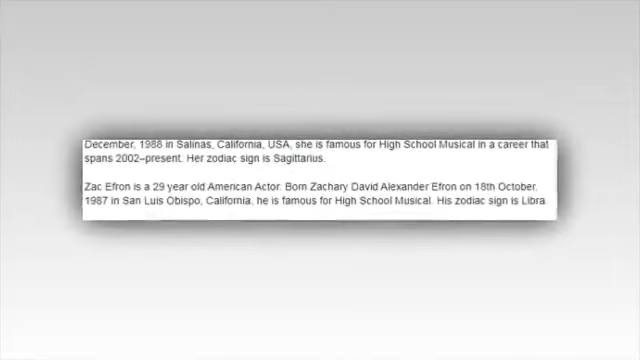 December, 1988 in Salinas, California, USA, she is famous for High School Musical in a career that
spans 2002–present. Her zodiac sign is Sagittarius.
Zac Efron is a 29 year old American Actor. Born Zachary David Alexander Efron on 18th October,
1987 in San Luis Obispo, California, he is famous for High School Musical. His zodiac sign is Libra.